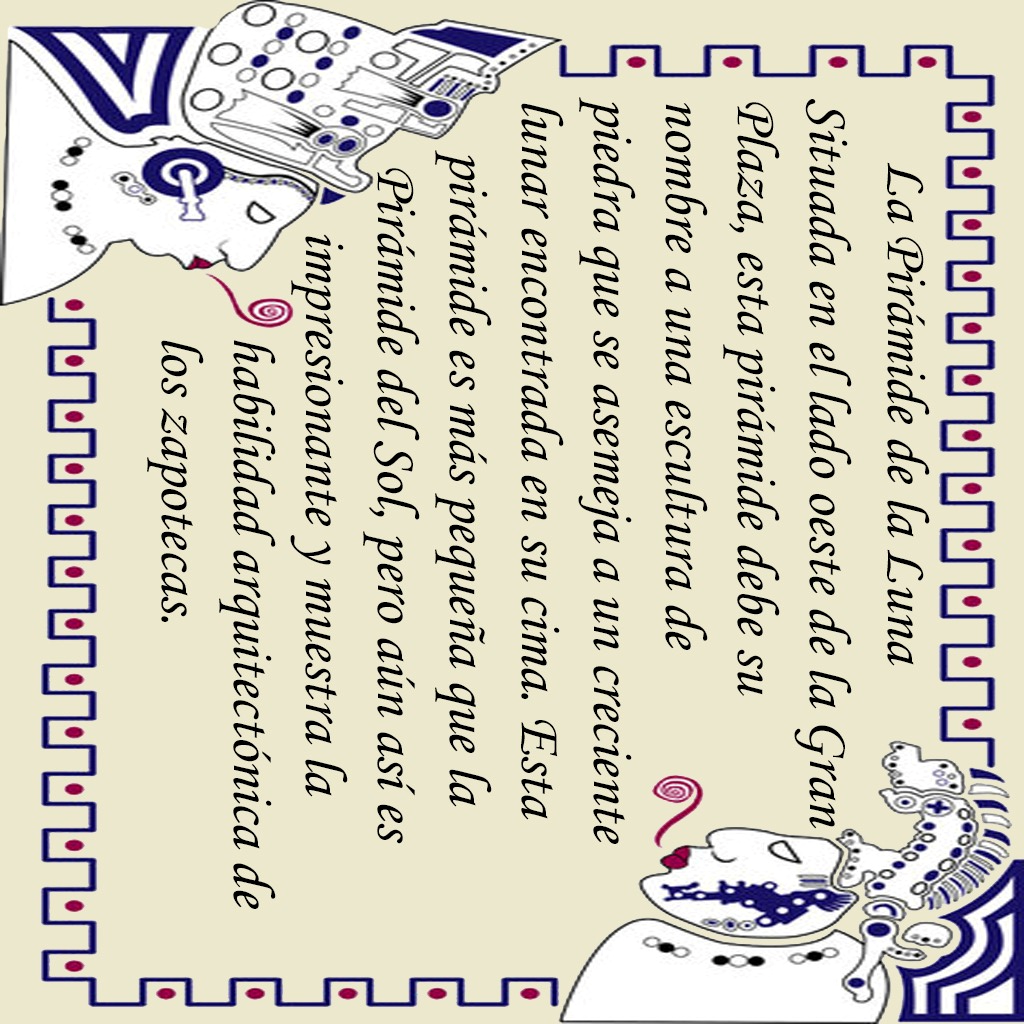 La Pirámide de la Luna
Situada en el lado oeste de la Gran
Plaza, esta pirámide debe su
nombre a una escultura de
piedra que se asemeja a un creciente
lunar encontrada en su cima. Esta
pirámide es más pequeña que la
Pirámide del Sol, pero aún así es
impresionante y muestra la
habilidad arquitectónica de
los zapotecas.